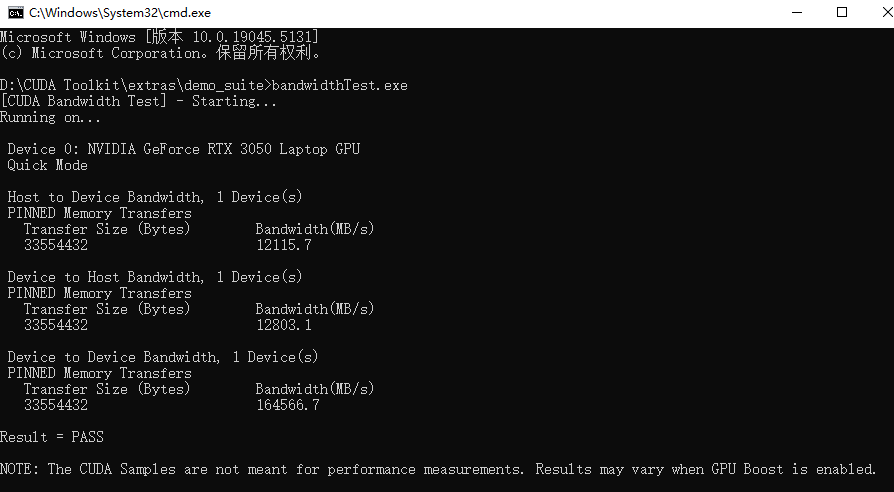 C:\Windows\System32\cmd.exe
Microsoft Windows [版本 10.0.19045.5131]
(c) Microsoft Corporation。保留所有权利。
D:\CUDA Toolkit\extras\demo_suite>bandwidthTest.exe
[CUDA Bandwidth Test] - Starting...
Running on...
Device 0: NVIDIA GeForce RTX 3050 Laptop GPU
Quick Mode
Host to Device Bandwidth, 1 Device(s)
PINNED Memory Transfers
Transfer Size (Bytes) Bandwidth(MB/s)
33554432 12115.7
Device to Host Bandwidth, 1 Device(s)
PINNED Memory Transfers
Transfer Size (Bytes) Bandwidth(MB/s)
33554432 12803.1
Device to Device Bandwidth, 1 Device(s)
PINNED Memory Transfers
Transfer Size (Bytes) Bandwidth(MB/s)
33554432 164566.7
Result = PASS
NOTE: The CUDA Samples are not meant for performance measurements. Results may vary when GPU Boost is enabled.